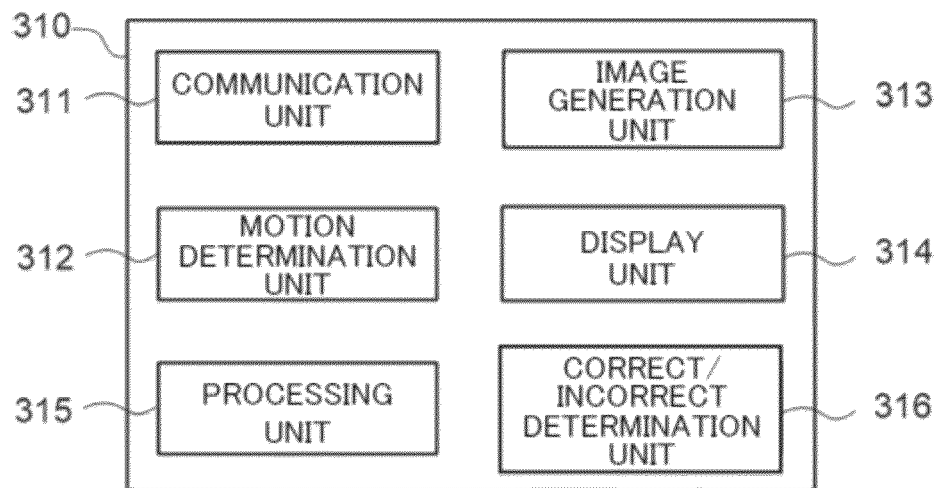 310
311
COMMUNICATION
UNIT
IMAGE
GENERATION
UNIT
313
312
MOTION
DETERMINATION
UNIT
DISPLAY
UNIT
314
315
PROCESSING
UNIT
CORRECT/
INCORRECT
DETERMINATION
UNIT
316